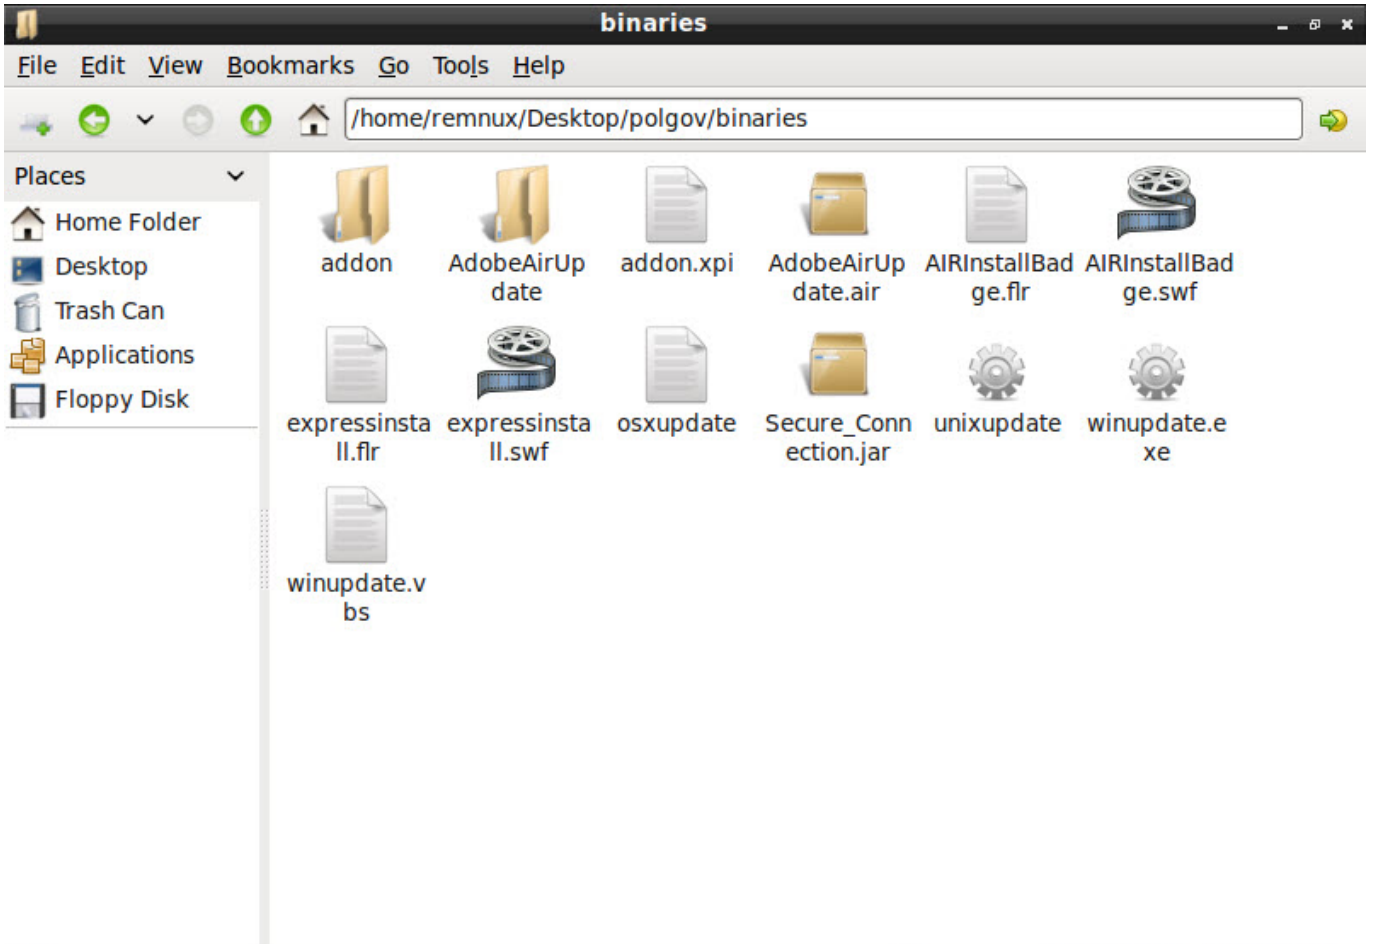 binaries
File Edit View Bookmarks Go Tools Help
/home/remnux/Desktop/polgov/binaries
Places
Home Folder
Desktop
Trash Can
Applications
Floppy Disk
addon
AdobeAirUp
date
addon.xpi
AdobeAirUp
date.air
AIRInstallBad
ge.flr
AIRInstallBad
ge.swf
expressinsta
ll.flr
expressinsta
ll.swf
osxupdate
Secure_Conn
ection.jar
unixupdate
winupdate.e
xe
winupdate.v
bs